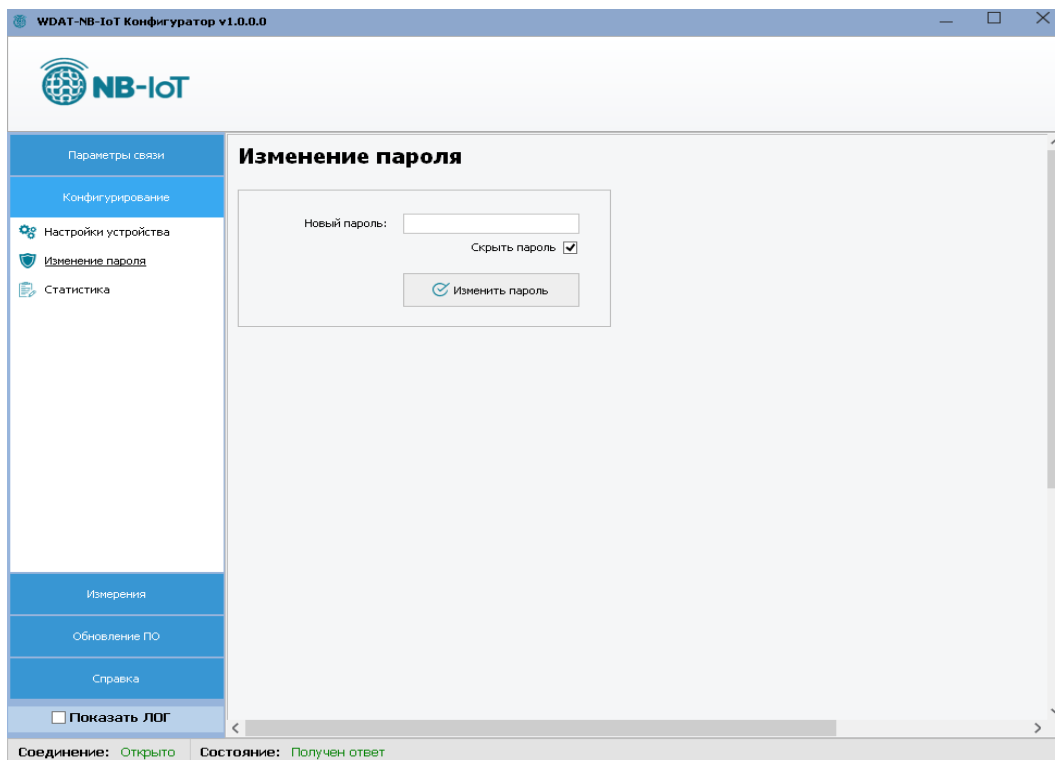 WDAT-NB-IoT Конфигуратор v1.0.0.0
NB-IoT
Параметры связи
Конфигурирование
Настройки устройства
Изменение пароля
Статистика
Измерения
Обновление ПО
Справка
Показать ЛОГ
Изменение пароля
Новый пароль:
Скрыть пароль
Изменить пароль
Соединение: Открыто Состояние: Получен ответ